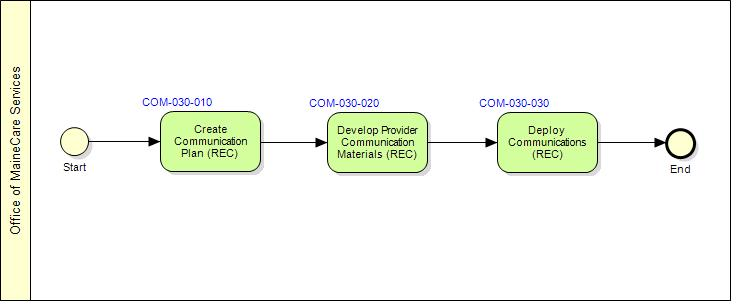 Office of MaineCare Services
COM-030-010
COM-030-020
COM-030-030
Start
Create
Communication
Plan (REC)
Develop Provider
Communication
Materials (REC)
Deploy
Communications
(REC)
End